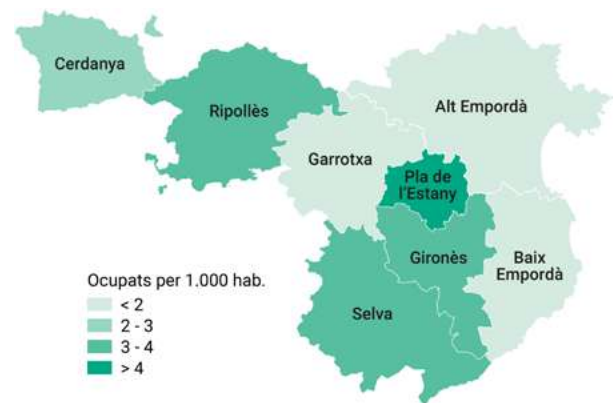 Cerdanya
Ripollès
Alt Empordà
Garrotxa
Pla de
l'Estany
Gironès
Baix
Empordà
Selva
Ocupats per 1.000 hab.
< 2
2 - 3
3 - 4
> 4